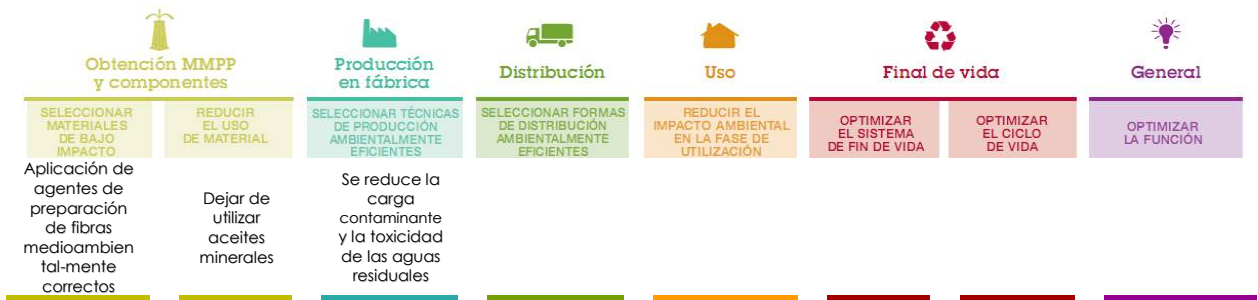 Obtención MMPP
y componentes
Producción
en fábrica
Distribución
Uso
Final de vida
General
SELECCIONAR
MATERIALES
DE BAJO
IMPACTO
REDUCIR
EL USO
DE MATERIAL
SELECCIONAR TÉCNICAS
DE PRODUCCIÓN
AMBIENTALMENTE
EFICIENTES
SELECCIONAR FORMAS
DE DISTRIBUCIÓN
AMBIENTALMENTE
EFICIENTES
REDUCIR EL
IMPACTO AMBIENTAL
EN LA FASE DE
UTILIZACIÓN
OPTIMIZAR
EL SISTEMA
DE FIN DE VIDA
OPTIMIZAR
EL CICLO
DE VIDA
OPTIMIZAR
LA FUNCIÓN
Aplicación de
agentes de
preparación
de fibras
medioambien
tal-mente
correctos
Dejar de
utilizar
aceites
minerales
Se reduce la
carga
contaminante
y la toxicidad
de las aguas
residuales